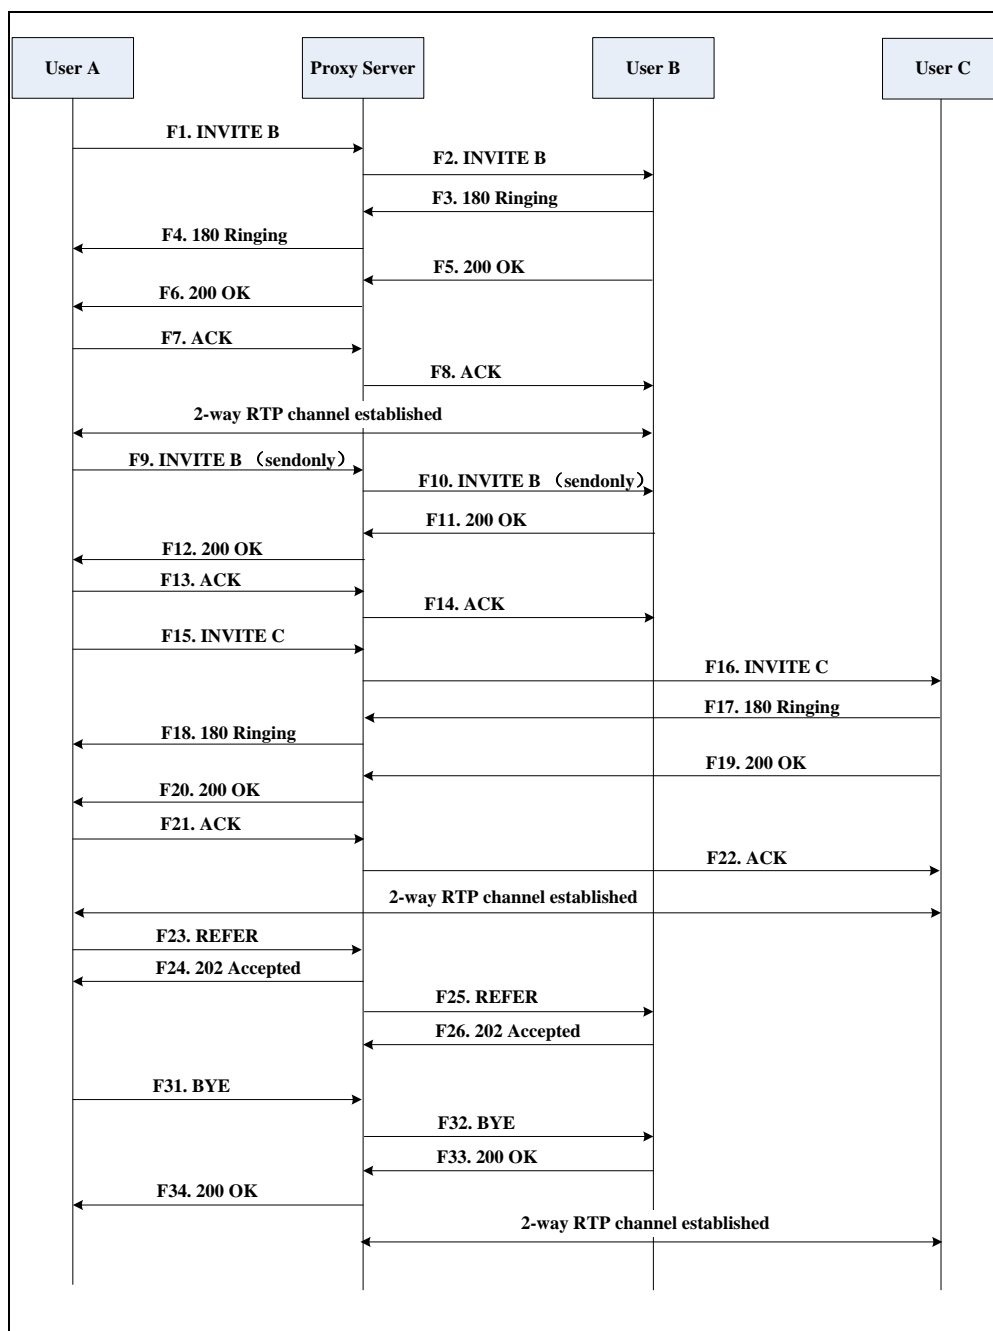 User A
Proxy Server
User B
User C
F1. INVITE B
F2. INVITE B
F3. 180 Ringing
F4. 180 Ringing
F5. 200 OK
F6. 200 OK
F7. ACK
F8. ACK
2-way RTP channel established
F9. INVITE B （sendonly）
F10. INVITE B （sendonly）
F11. 200 OK
F12. 200 OK
F13. ACK
F14. ACK
F15. INVITE C
F16. INVITE C
F17. 180 Ringing
F18. 180 Ringing
F19. 200 OK
F20. 200 OK
F21. ACK
F22. ACK
2-way RTP channel established
F23. REFER
F24. 202 Accepted
F25. REFER
F26. 202 Accepted
F31. BYE
F32. BYE
F33. 200 OK
F34. 200 OK
2-way RTP channel established